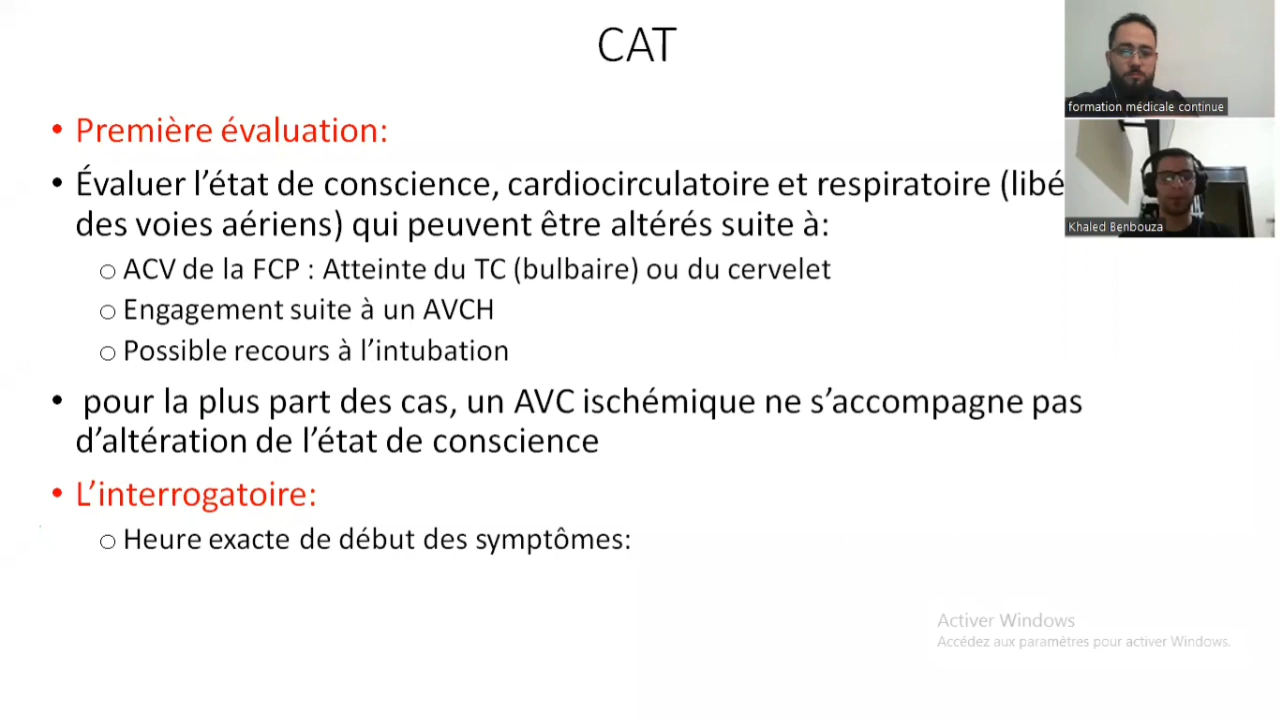 CAT
• Première évaluation:
• Évaluer l’état de conscience, cardiocirculatoire et respiratoire (libé
des voies aériens) qui peuvent être altérés suite à:
○ ACV de la FCP : Atteinte du TC (bulbaire) ou du cervelet
○ Engagement suite à un AVCH
○ Possible recours à l’intubation
• pour la plus part des cas, un AVC ischémique ne s’accompagne pas
d’altération de l’état de conscience
• L’interrogatoire:
○ Heure exacte de début des symptômes:
formation médicale continue
Khaled Benbouza
Activer Windows
Accédez aux paramètres pour activer Windows.